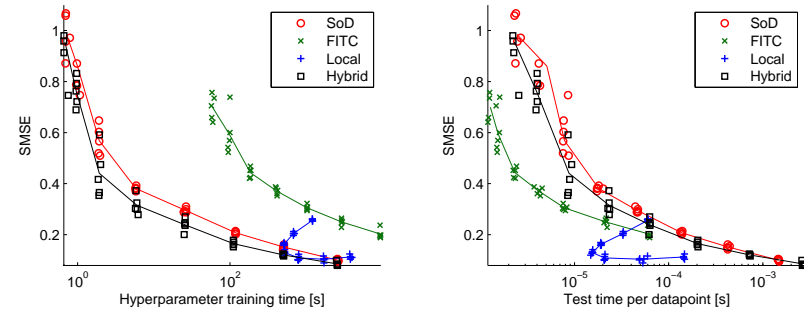 1
0.8
0.6
0.4
0.2
SMSE
10^0
10^2
Hyperparameter training time [s]
SoD
FITC
Local
Hybrid
1
0.8
0.6
0.4
0.2
SMSE
10^-5
10^-4
10^-3
Test time per datapoint [s]
SoD
FITC
Local
Hybrid